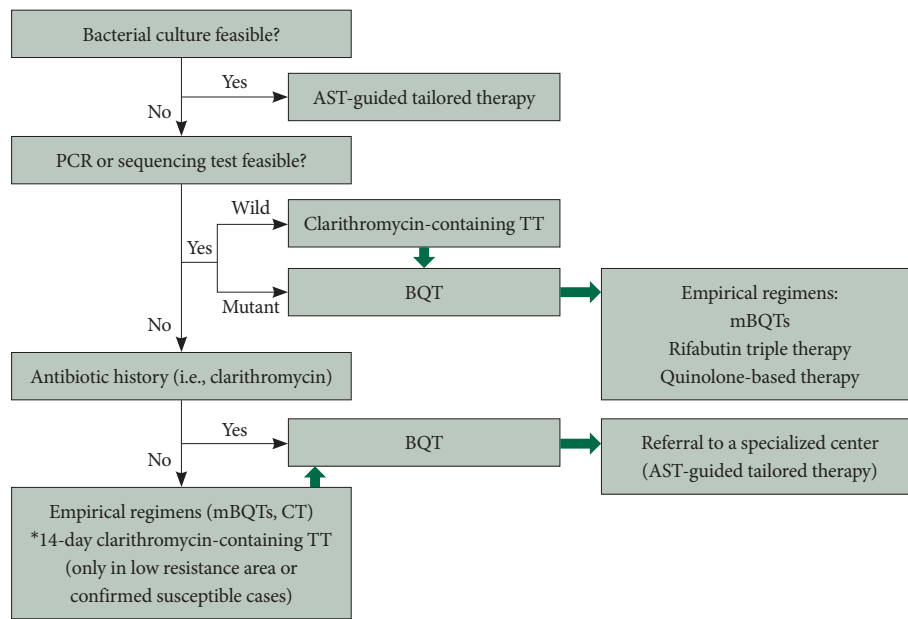 Bacterial culture feasible?
Yes
AST-guided tailored therapy
No
PCR or sequencing test feasible?
Wild
Clarithromycin-containing TT
Yes
BQT
Mutant
Empirical regimens:
mBQTs
Rifabutin triple therapy
Quinolone-based therapy
No
Antibiotic history (i.e., clarithromycin)
Yes
BQT
Referral to a specialized center
(AST-guided tailored therapy)
No
Empirical regimens (mBQTs, CT)
*14-day clarithromycin-containing TT
(only in low resistance area or
confirmed susceptible cases)